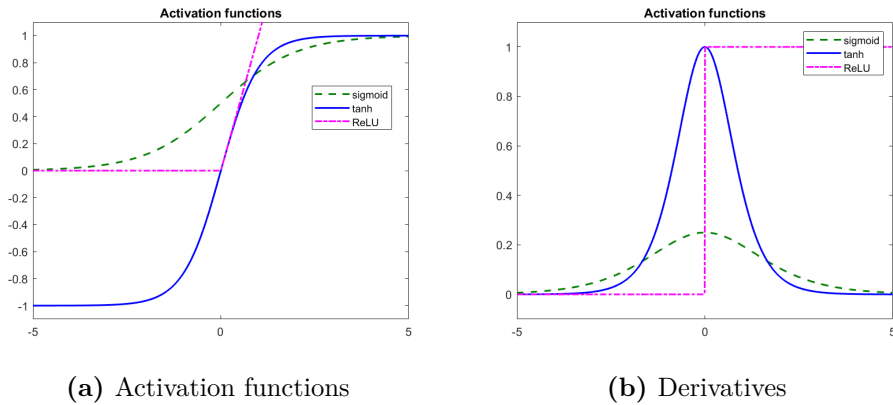 Activation functions
1
0.8
0.6
0.4
0.2
0
-0.2
-0.4
-0.6
-0.8
-1
-5
0
5
sigmoid
tanh
ReLU
Activation functions
1
0.8
0.6
0.4
0.2
0
-5
0
5
sigmoid
tanh
ReLU
(a) Activation functions
(b) Derivatives